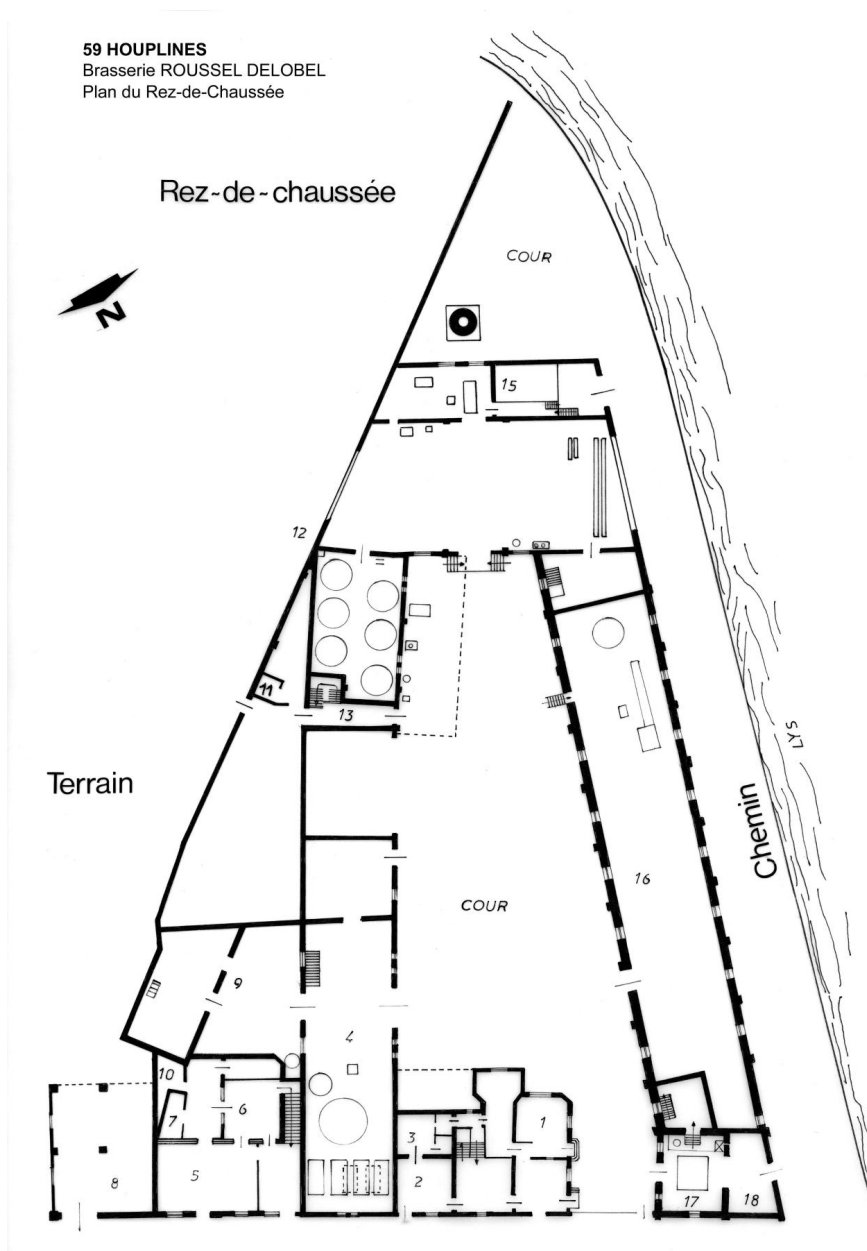 59 HOUPLINES
Brasserie ROUSSEL DELOBEL
Plan du Rez-de-Chaussée
Rez-de-chaussée
COUR
N
15
12
11
13
LYS
Terrain
Chemin
16
COUR
9
4
10
7
6
3
1
8
5
2
17
18